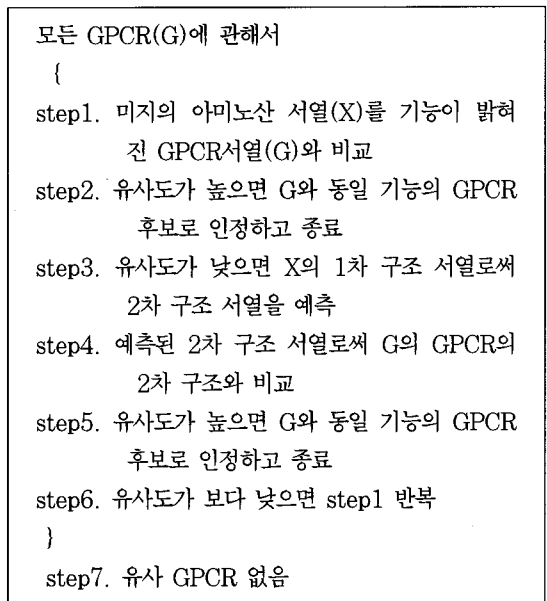 모든 GPCR(G)에 관해서
{
step1. 미지의 아미노산 서열(X)를 기능이 밝혀
진 GPCR서열(G)와 비교
step2. 유사도가 높으면 G와 동일 기능의 GPCR
후보로 인정하고 종료
step3. 유사도가 낮으면 X의 1차 구조 서열로써
2차 구조 서열을 예측
step4. 예측된 2차 구조 서열로써 G의 GPCR의
2차 구조와 비교
step5. 유사도가 높으면 G와 동일 기능의 GPCR
후보로 인정하고 종료
step6. 유사도가 보다 낮으면 step1 반복
}
step7. 유사 GPCR 없음